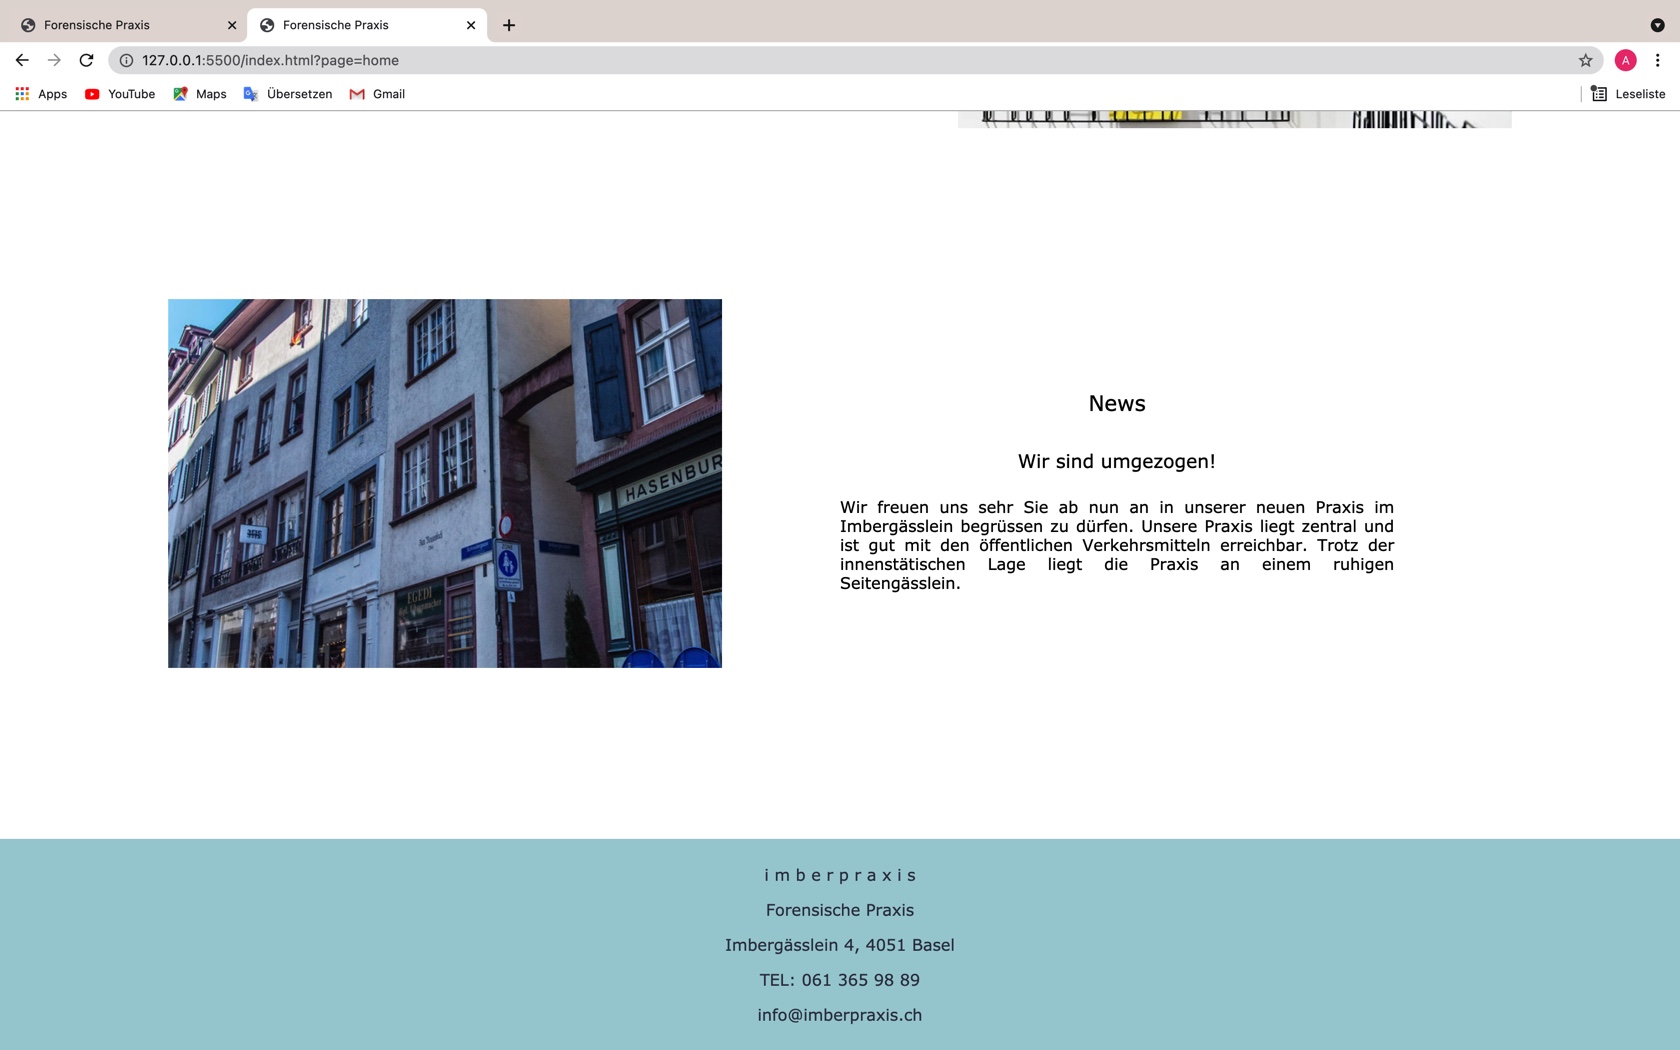 Forensische Praxis
Forensische Praxis
127.0.0.1:5500/index.html?page=home
A
Apps
YouTube
Maps
Übersetzen
Gmail
Leseliste
HASENBUR
EGEDI
ZONE
News
Wir sind umgezogen!
Wir freuen uns sehr Sie ab nun an in unserer neuen Praxis im
Imbergässlein begrüssen zu dürfen. Unsere Praxis liegt zentral und
ist gut mit den öffentlichen Verkehrsmitteln erreichbar. Trotz der
innenstätischen Lage liegt die Praxis an einem ruhigen
Seitengässlein.
imberpraxis
Forensische Praxis
Imbergässlein 4, 4051 Basel
TEL: 061 365 98 89
info@imberpraxis.ch